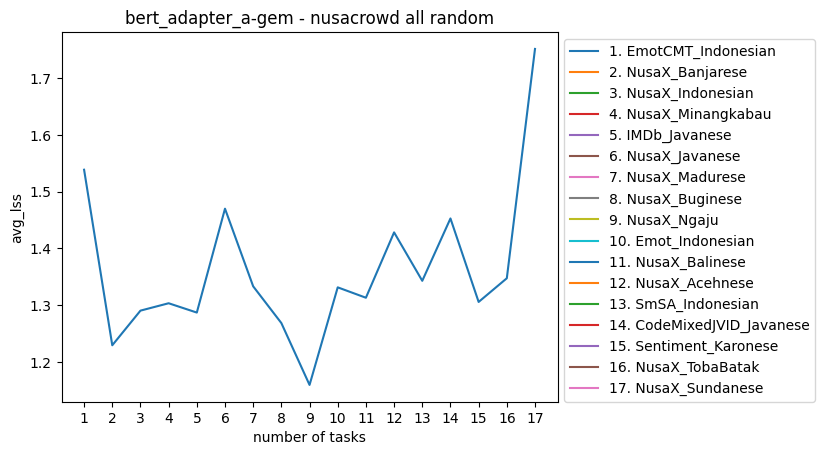 bert_adapter_a-gem - nusacrowd all random
avg_lss
1.7
1.6
1.5
1.4
1.3
1.2
1 2 3 4 5 6 7 8 9 10 11 12 13 14 15 16 17
number of tasks
1. EmotCMT_Indonesian
2. NusaX_Banjarese
3. NusaX_Indonesian
4. NusaX_Minangkabau
5. IMDb_Javanese
6. NusaX_Javanese
7. NusaX_Madurese
8. NusaX_Buginese
9. NusaX_Ngaju
10. Emot_Indonesian
11. NusaX_Balinese
12. NusaX_Acehnese
13. SmSA_Indonesian
14. CodeMixedJVID_Javanese
15. Sentiment_Karonese
16. NusaX_TobaBatak
17. NusaX_Sundanese